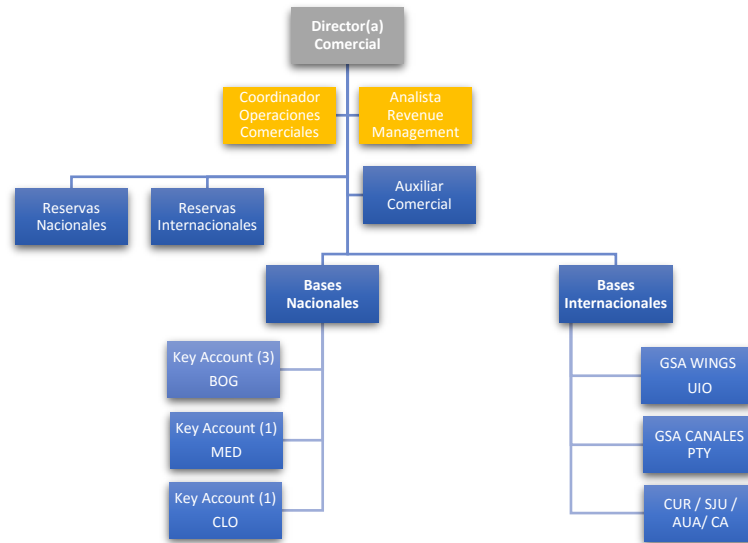 Director(a)
Comercial
Coordinador
Operaciones
Comerciales
Analista
Revenue
Management
Reservas
Nacionales
Reservas
Internacionales
Auxiliar
Comercial
Bases
Nacionales
Bases
Internacionales
Key Account (3)
BOG
Key Account (1)
MED
Key Account (1)
CLO
GSA WINGS
UIO
GSA CANALES
PTY
CUR / SJU /
AUA/ CA